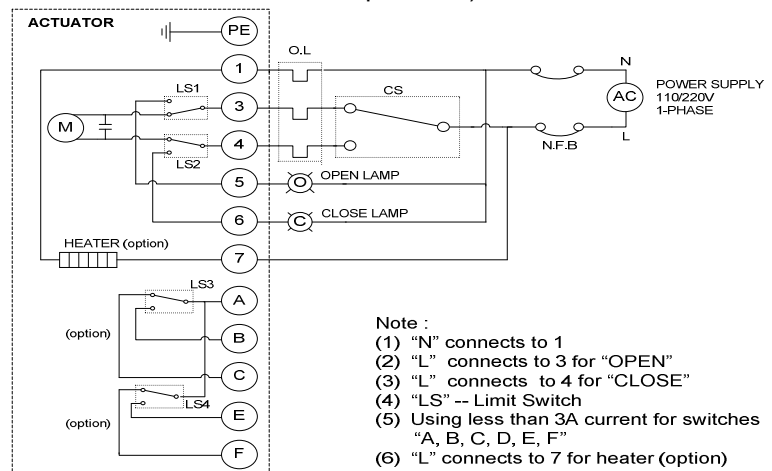 ACTUATOR
PE
O.L
1
N
LS1
CS
3
AC
POWER SUPPLY
110/220V
1-PHASE
M
4
L
LS2
N.F.B
5
O
OPEN LAMP
6
C
CLOSE LAMP
HEATER (option)
7
LS3
A
(option)
B
C
LS4
E
(option)
F
Note :
(1) "N" connects to 1
(2) "L" connects to 3 for "OPEN"
(3) "L" connects to 4 for "CLOSE"
(4) "LS" -- Limit Switch
(5) Using less than 3A current for switches
"A, B, C, D, E, F"
(6) "L" connects to 7 for heater (option)